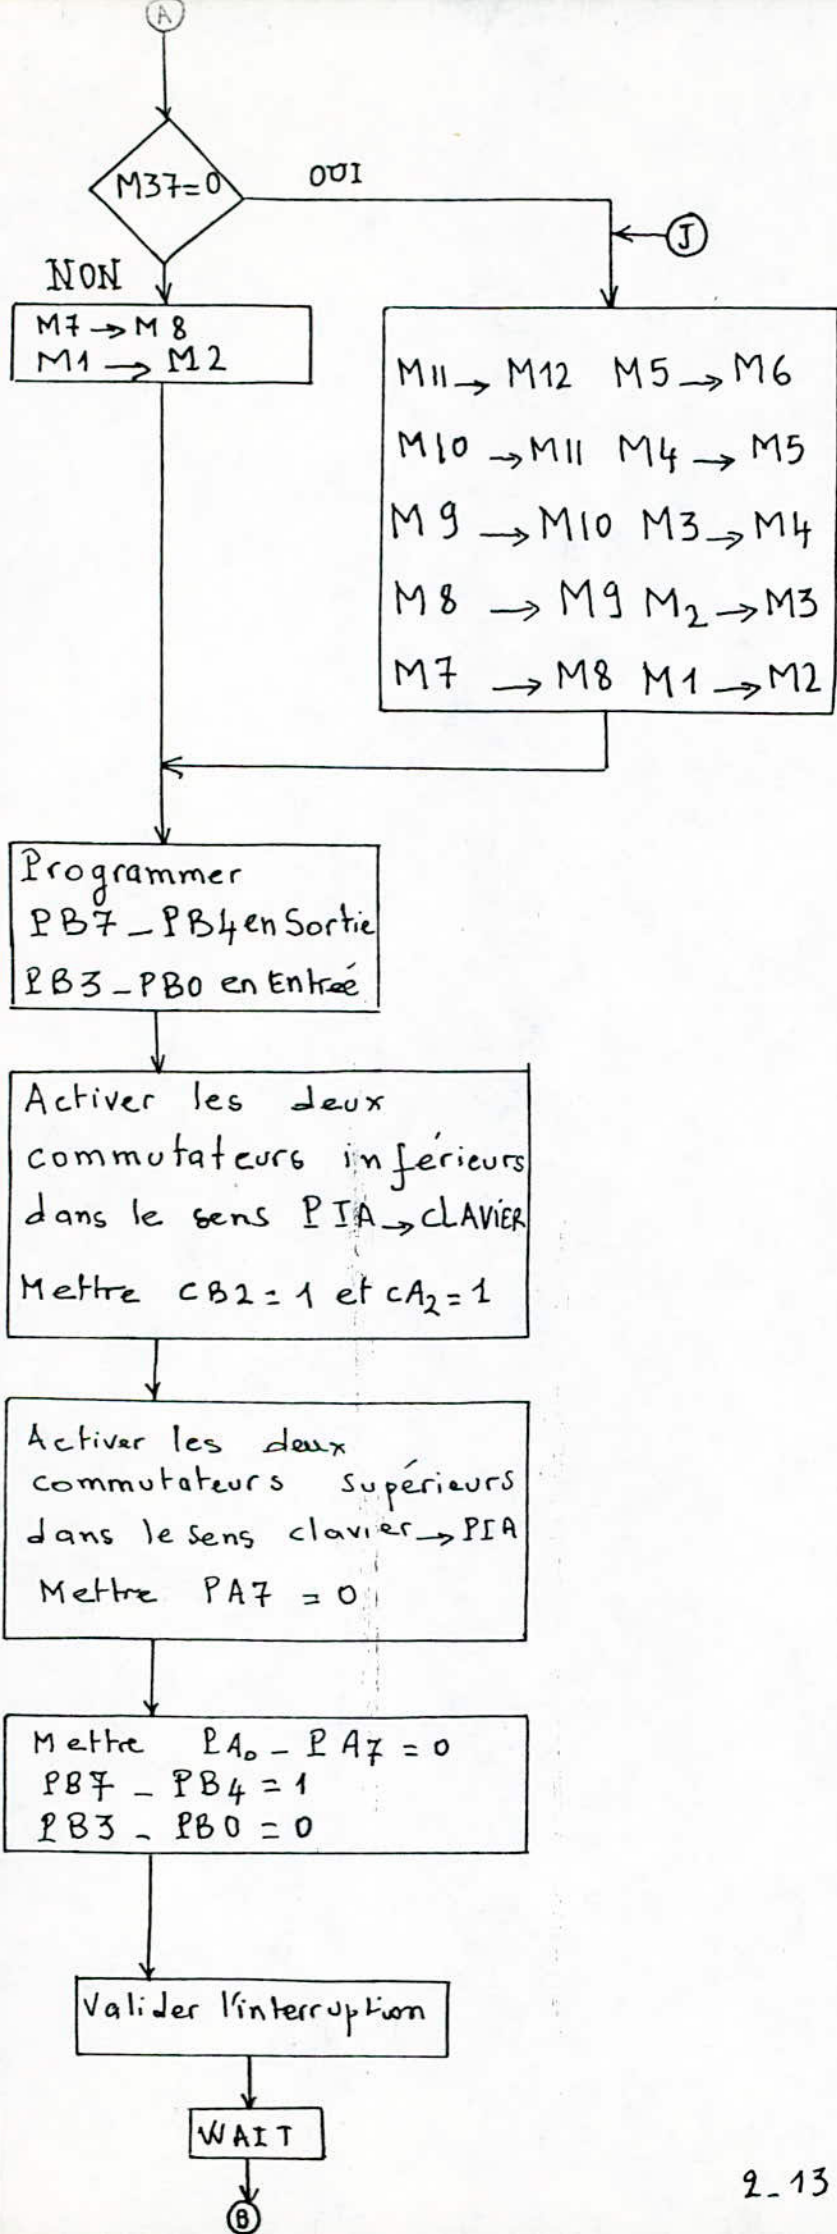 A
M37=0
OUI
J
NON
M7 → M8
M1 → M2
M11 → M12 M5 → M6
M10 → M11 M4 → M5
M9 → M10 M3 → M4
M8 → M9 M2 → M3
M7 → M8 M1 → M2
Programmer
PB7 _ PB4 en Sortie
PB3 _ PB0 en Entrée
Activer les deux
commutateurs inférieurs
dans le sens PIA → CLAVIER
Mettre CB2 = 1 et CA2 = 1
Activer les deux
commutateurs supérieurs
dans le sens clavier → PIA
Mettre PA7 = 0
Mettre PA0 _ PA7 = 0
PB7 _ PB4 = 1
PB3 _ PB0 = 0
Valider l'interruption
WAIT
B
2_13